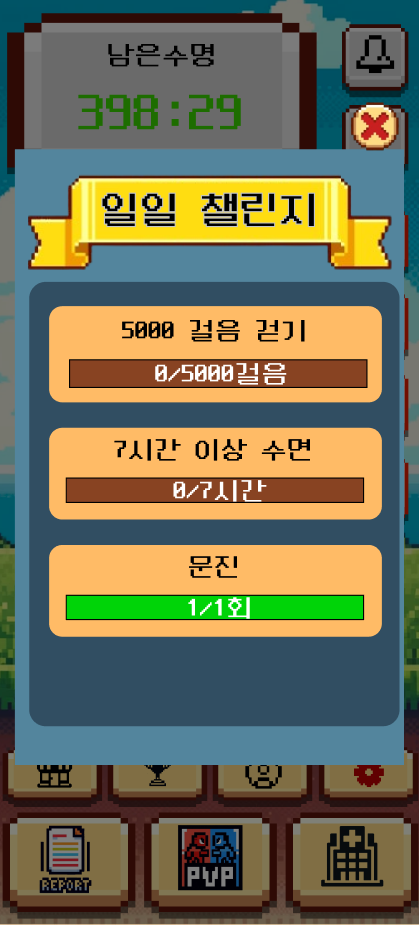 남은수명
398:29
일일 챌린지
5000 걸음 걷기
0/5000걸음
7시간 이상 수면
0/7시간
문진
1/1회
REPORT
PVP